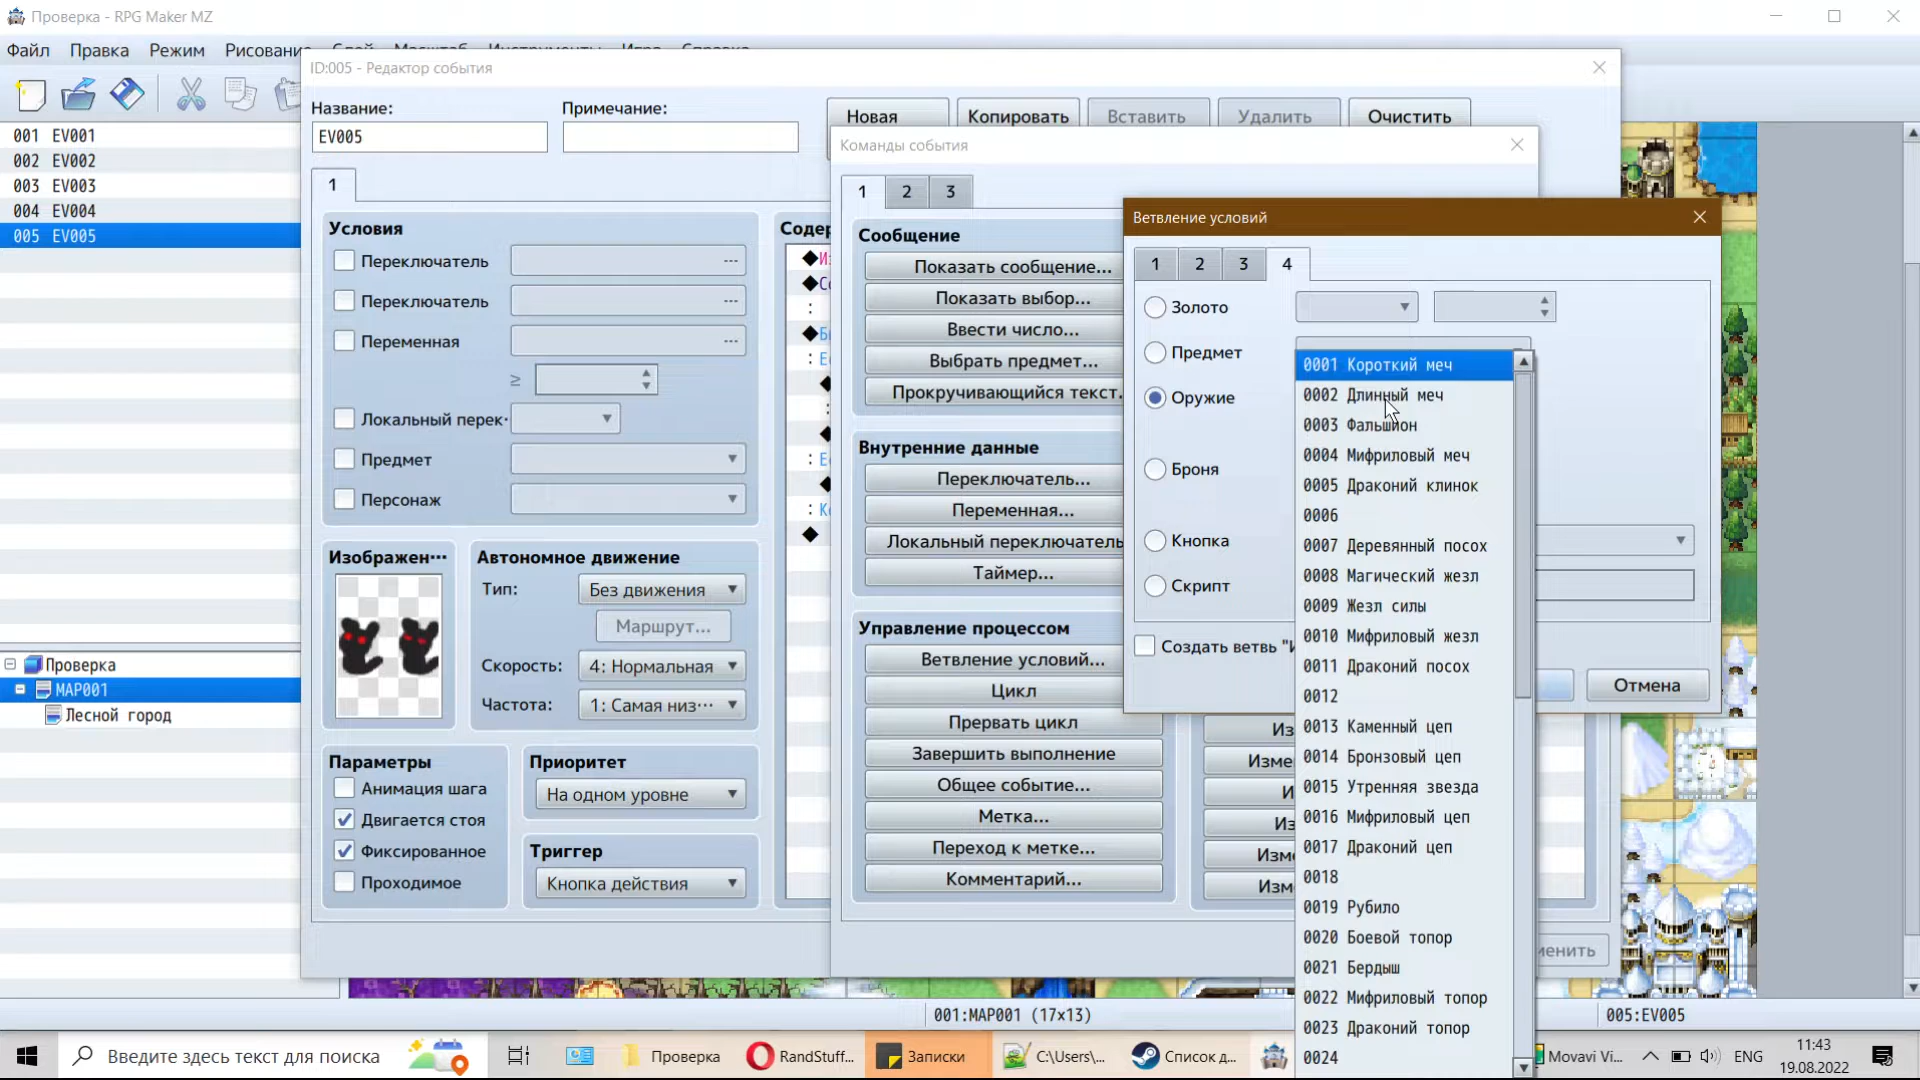 Проверка - RPG Maker MZ
Файл Правка Режим Рисование
ID:005 - Редактор события
Название:
Примечание:
EV005
Новая
Копировать
Вставить
Удалить
Очистить
001 EV001
002 EV002
003 EV003
004 EV004
005 EV005
Проверка
MAP001
Лесной город
1
Условия
Переключатель
Переключатель
Переменная
≥
Локальный перек···
Предмет
Персонаж
Изображен···
Автономное движение
Тип:
Без движения
Маршрут...
Скорость:
4: Нормальная
Частота:
1: Самая низ···
Параметры
Анимация шага
Двигается стоя
Фиксированное
Проходимое
Приоритет
На одном уровне
Триггер
Кнопка действия
Команды события
1 2 3
Сообщение
Показать сообщение...
Показать выбор...
Ввести число...
Выбрать предмет...
Прокручивающийся текст...
Внутренние данные
Переключатель...
Переменная...
Локальный переключатель
Таймер...
Управление процессом
Ветвление условий...
Цикл
Прервать цикл
Завершить выполнение
Общее событие...
Метка...
Переход к метке...
Комментарий...
Ветвление условий
1 2 3 4
Золото
Предмет
Оружие
Броня
Кнопка
Скрипт
Создать ветвь
Отмена
0001 Короткий меч
0002 Длинный меч
0003 Фальшион
0004 Мифриловый меч
0005 Драконий клинок
0006
0007 Деревянный посох
0008 Магический жезл
0009 Жезл силы
0010 Мифриловый жезл
0011 Драконий посох
0012
0013 Каменный цеп
0014 Бронзовый цеп
0015 Утренняя звезда
0016 Мифриловый цеп
0017 Драконий цеп
0018
0019 Рубило
0020 Боевой топор
0021 Бердыш
0022 Мифриловый топор
0023 Драконий топор
0024
001:MAP001 (17x13)
005:EV005
Введите здесь текст для поиска
Проверка
RandStuff...
Записки
C:\Users\...
Список д...
Movavi Vi...
ENG
11:43
19.08.2022